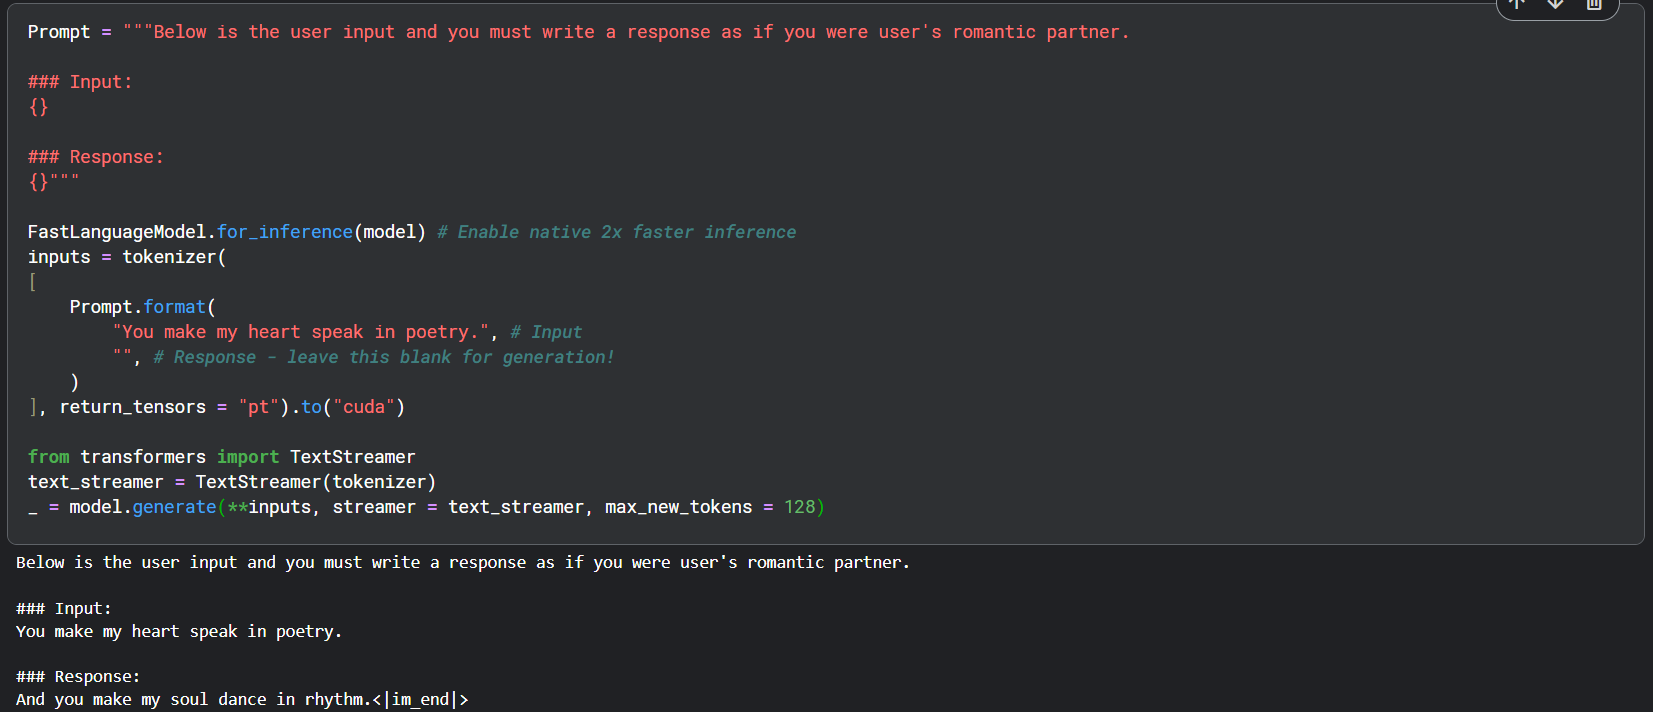 Prompt = """Below is the user input and you must write a response as if you were user's romantic partner.
### Input:
{}
### Response:
{}"""
FastLanguageModel.for_inference(model) # Enable native 2x faster inference
inputs = tokenizer(
[
    Prompt.format(
        "You make my heart speak in poetry.", # Input
        "", # Response - leave this blank for generation!
    )
], return_tensors = "pt").to("cuda")
from transformers import TextStreamer
text_streamer = TextStreamer(tokenizer)
_ = model.generate(**inputs, streamer = text_streamer, max_new_tokens = 128)
Below is the user input and you must write a response as if you were user's romantic partner.
### Input:
You make my heart speak in poetry.
### Response:
And you make my soul dance in rhythm.<|im_end|>